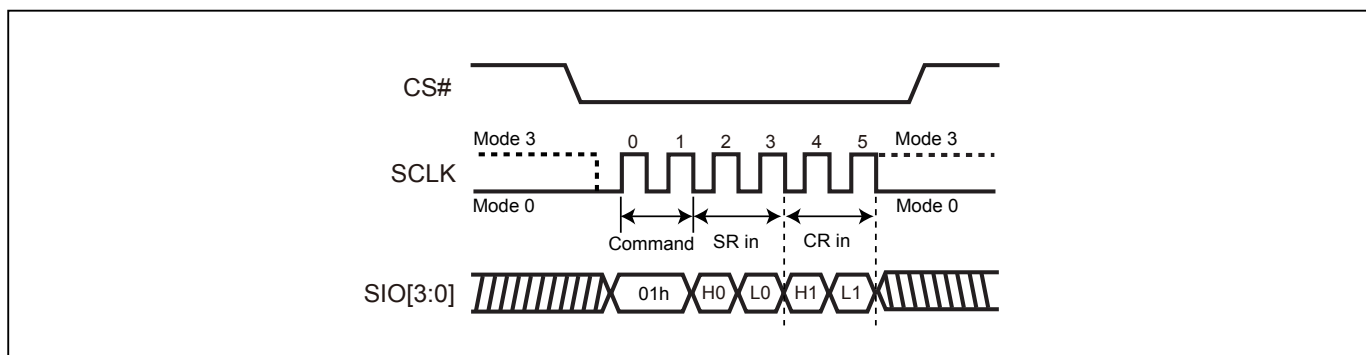 CS#
Mode 3 0 1 2 3 4 5 Mode 3
SCLK
Mode 0 Mode 0
Command SR in CR in
SIO[3:0] 01h H0 L0 H1 L1